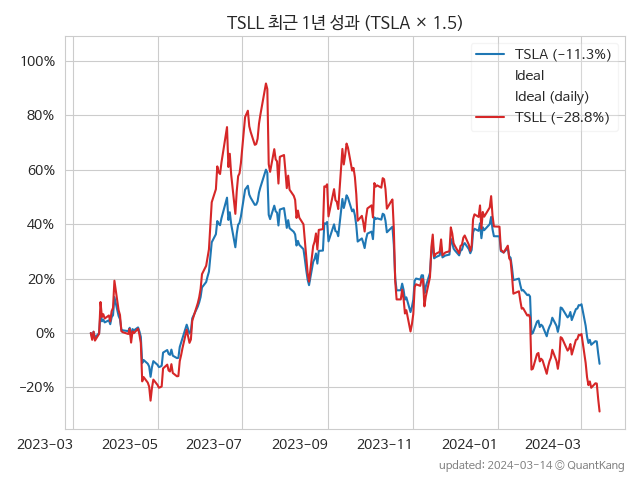 TSLL 최근 1년 성과 (TSLA × 1.5)
TSLA (−11.3%)
Ideal
Ideal (daily)
TSLL (−28.8%)
100%
80%
60%
40%
20%
0%
−20%
2023-03
2023-05
2023-07
2023-09
2023-11
2024-01
2024-03
updated: 2024-03-14 © QuantKang